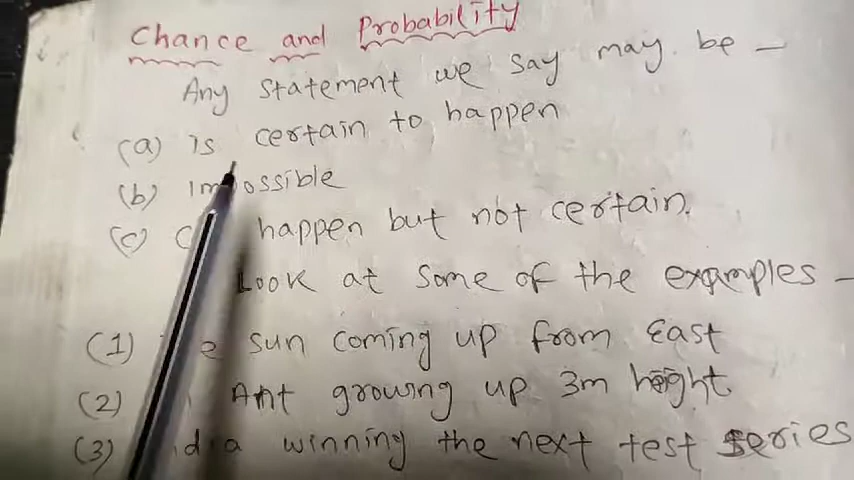 Chance and Probability
Any statement we say may be —
(a) is certain to happen
(b) Impossible
(c) happen but not certain.
Look at some of the examples —
(1) sun coming up from East
(2) Ant growing up 3m height.
(3) winning the next test series